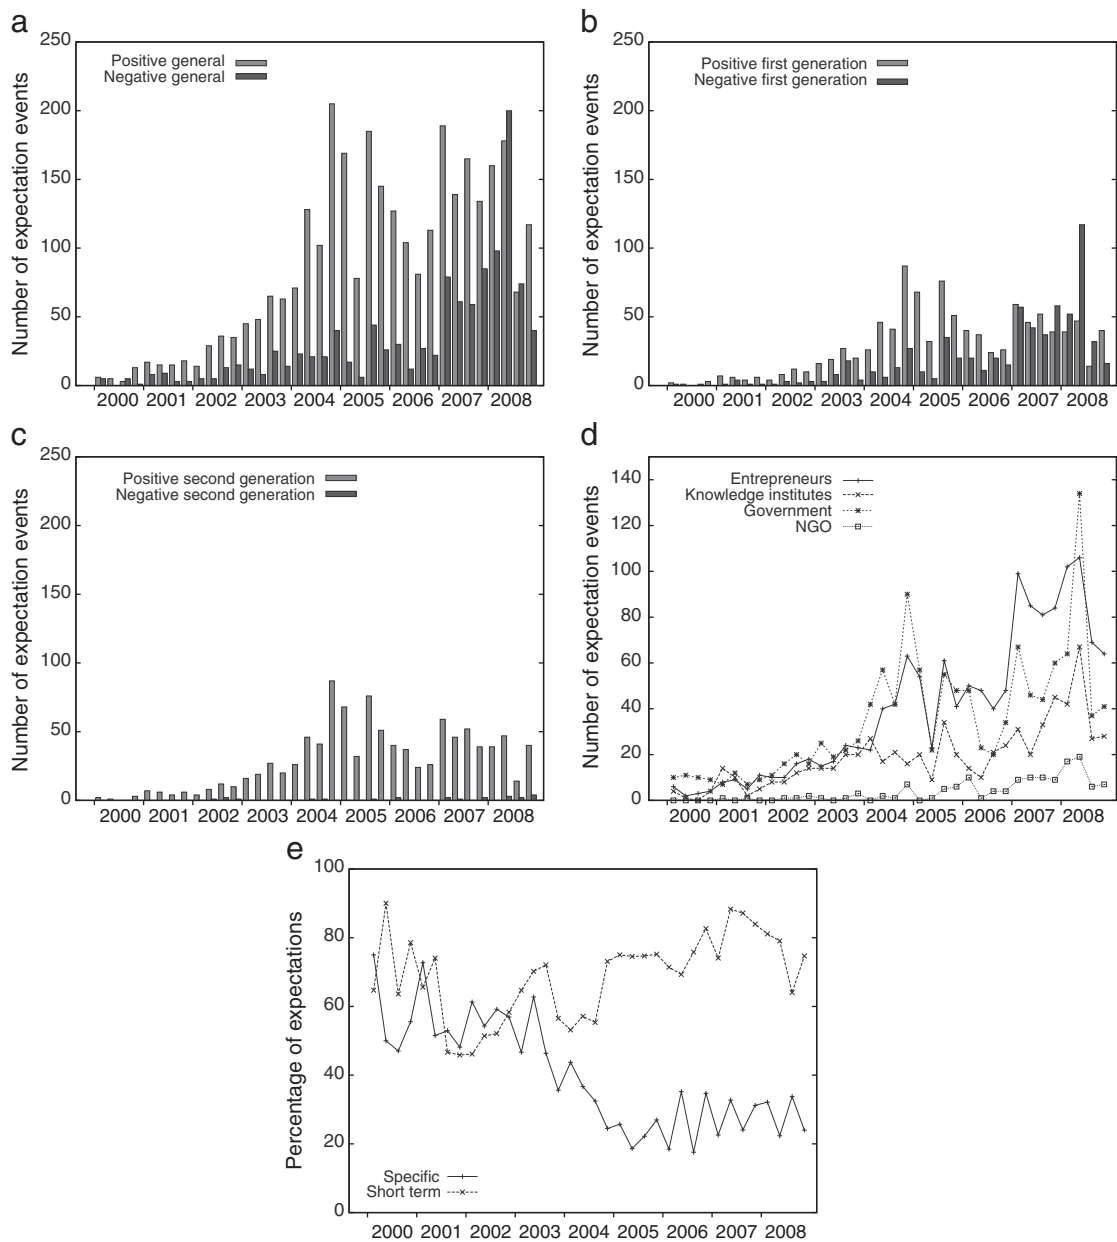 a
Number of expectation events
250
200
150
100
50
0
Positive general
Negative general
2000 2001 2002 2003 2004 2005 2006 2007 2008
b
Number of expectation events
250
200
150
100
50
0
Positive first generation
Negative first generation
2000 2001 2002 2003 2004 2005 2006 2007 2008
c
Number of expectation events
250
200
150
100
50
0
Positive second generation
Negative second generation
2000 2001 2002 2003 2004 2005 2006 2007 2008
d
Number of expectation events
140
120
100
80
60
40
20
0
Entrepreneurs
Knowledge institutes
Government
NGO
2000 2001 2002 2003 2004 2005 2006 2007 2008
e
Percentage of expectations
100
80
60
40
20
0
Specific
Short term
2000 2001 2002 2003 2004 2005 2006 2007 2008